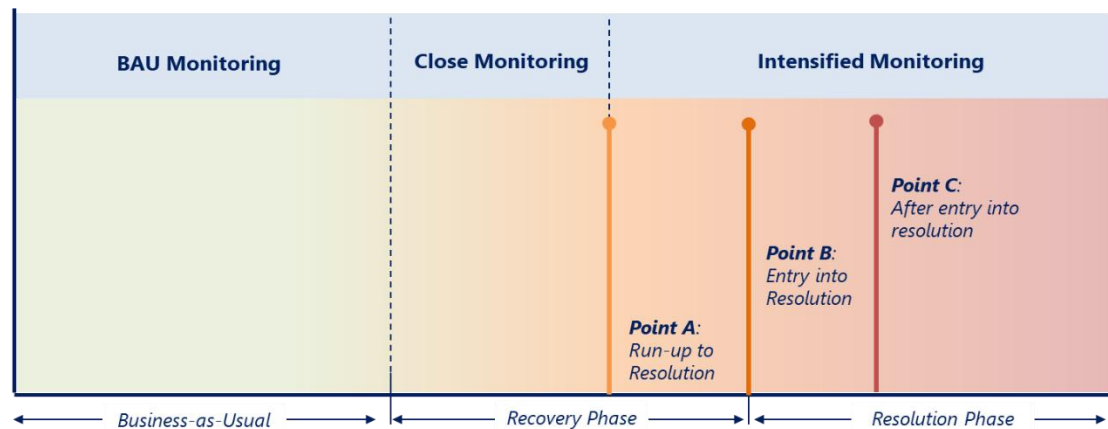 BAU Monitoring
Close Monitoring
Intensified Monitoring
Point C:
After entry into
resolution
Point B:
Entry into
Resolution
Point A:
Run-up to
Resolution
Business-as-Usual
Recovery Phase
Resolution Phase